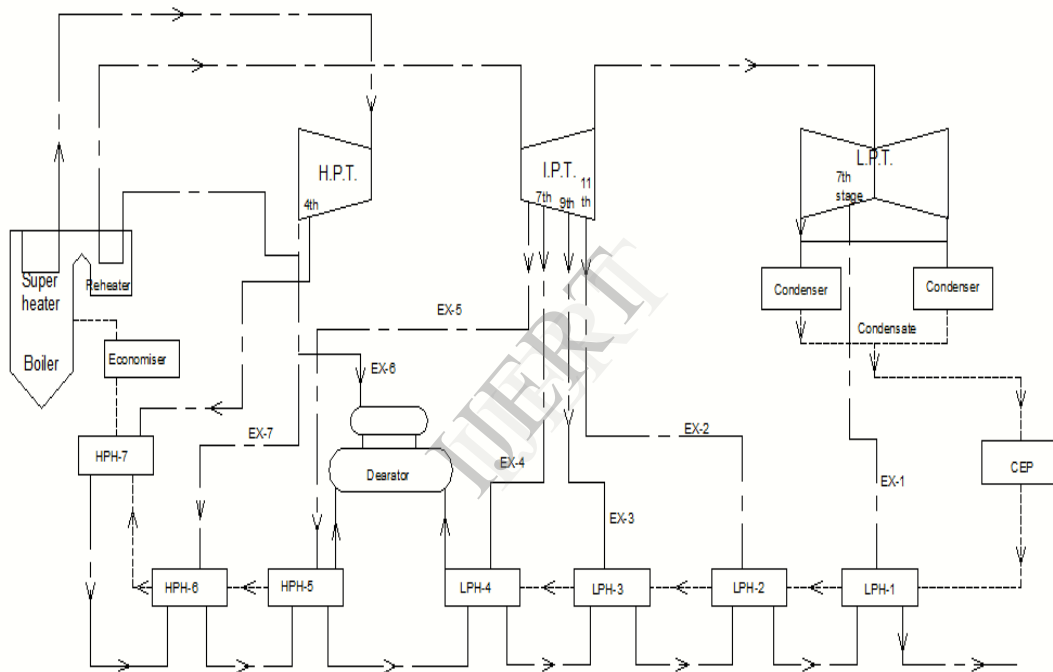 H.P.T.
4th
I.P.T.
7th
9th
11
th
L.P.T.
7th
stage
Super
heater
Reheater
Boiler
Economiser
Condenser
Condenser
Condensate
EX-5
EX-6
EX-7
EX-4
EX-3
EX-2
EX-1
HPH-7
Dearator
CEP
HPH-6
HPH-5
LPH-4
LPH-3
LPH-2
LPH-1
IJERT